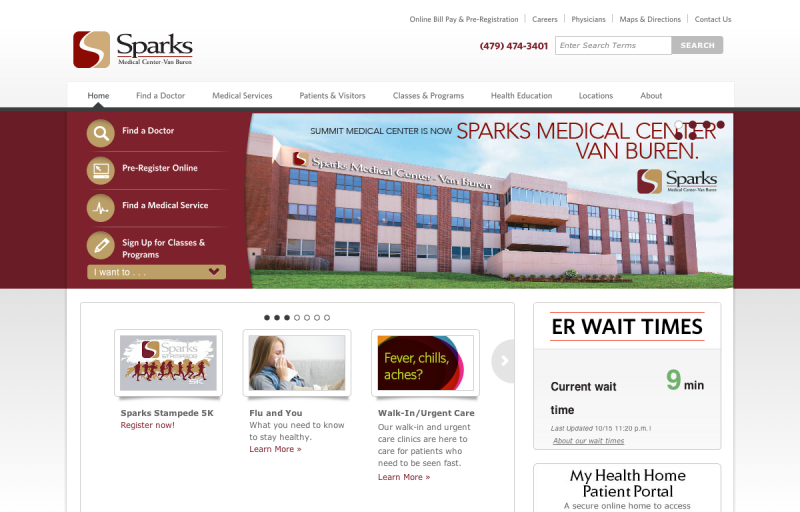 Online Bill Pay & Pre-Registration
Careers
Physicians
Maps & Directions
Contact Us
Sparks
Medical Center-Van Buren
(479) 474-3401
Enter Search Terms
SEARCH
Home
Find a Doctor
Medical Services
Patients & Visitors
Classes & Programs
Health Education
Locations
About
Find a Doctor
Pre-Register Online
Find a Medical Service
Sign Up for Classes &
Programs
I want to . . .
SUMMIT MEDICAL CENTER IS NOW SPARKS MEDICAL CENTER
VAN BUREN.
Sparks Medical Center - Van Buren
Sparks
Medical Center-Van Buren
Sparks
Sparks Stampede 5K
Register now!
Flu and You
What you need to know
to stay healthy.
Learn More »
Fever, chills,
aches?
Walk-In/Urgent Care
Our walk-in and urgent
care clinics are here to
care for patients who
need to be seen fast.
Learn More »
ER WAIT TIMES
Current wait
time
9 min
Last Updated 10/15 11:20 p.m. |
About our wait times
My Health Home
Patient Portal
A secure online home to access